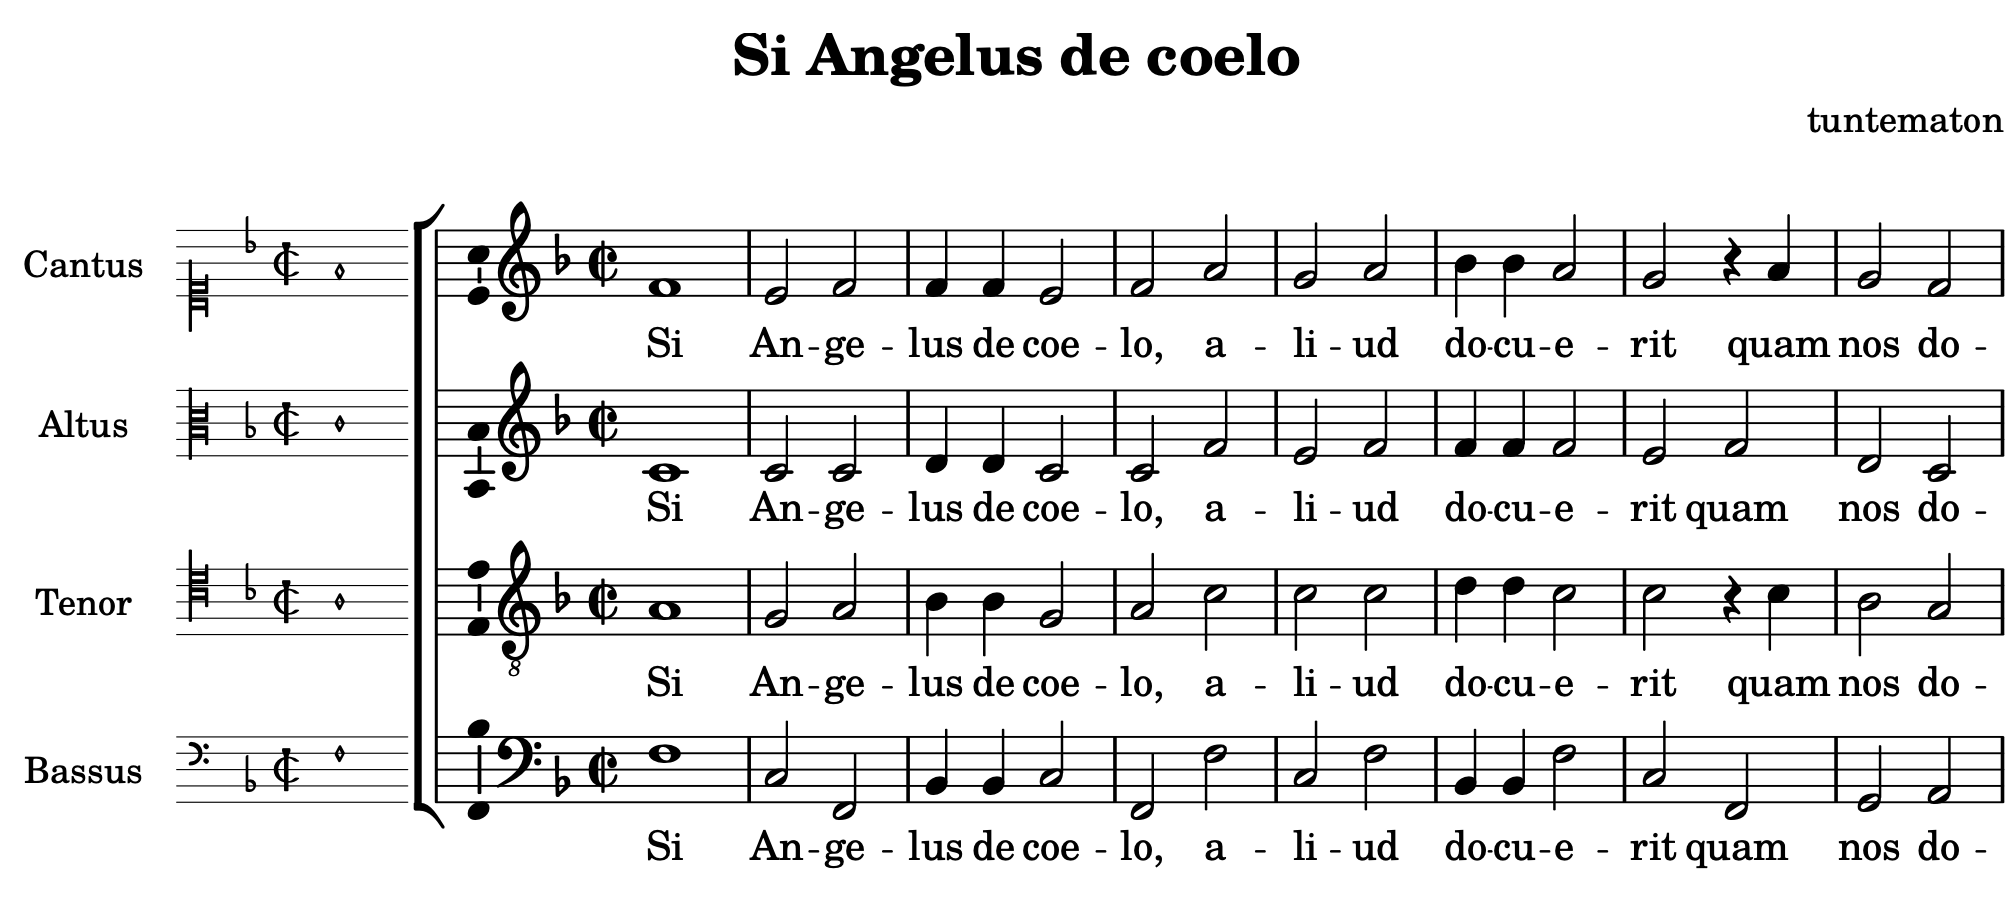 Si Angelus de coelo
tuntematon
Cantus
Si An - ge - lus de coe - lo, a - li - ud do - cu - e - rit quam nos do -
Altus
Si An - ge - lus de coe - lo, a - li - ud do - cu - e - rit quam nos do -
Tenor
8
Si An - ge - lus de coe - lo, a - li - ud do - cu - e - rit quam nos do -
Bassus
Si An - ge - lus de coe - lo, a - li - ud do - cu - e - rit quam nos do -